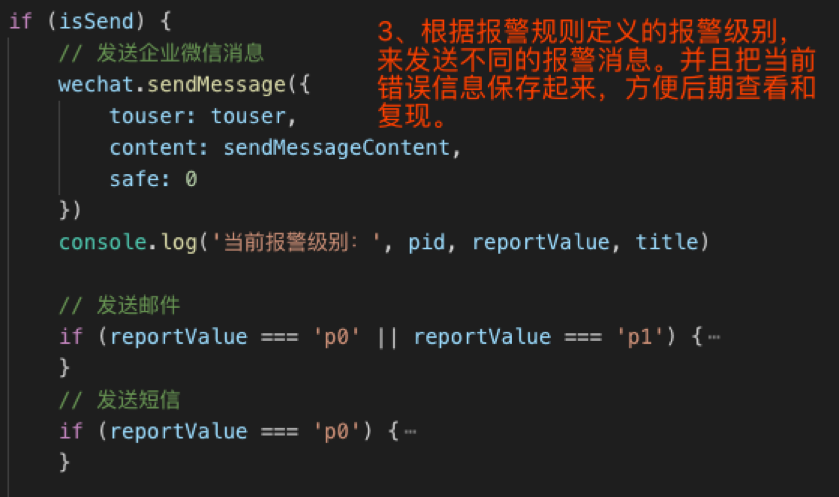 if (isSend) {
3、根据报警规则定义的报警级别，
// 发送企业微信消息
来发送不同的报警消息。并且把当前
wechat.sendMessage({
错误信息保存起来，方便后期查看和
复现。
touser: touser,
content: sendMessageContent,
safe: 0
})
console.log('当前报警级别：', pid, reportValue, title)
// 发送邮件
if (reportValue === 'p0' || reportValue === 'p1') {⋯
}
// 发送短信
if (reportValue === 'p0') {⋯
}